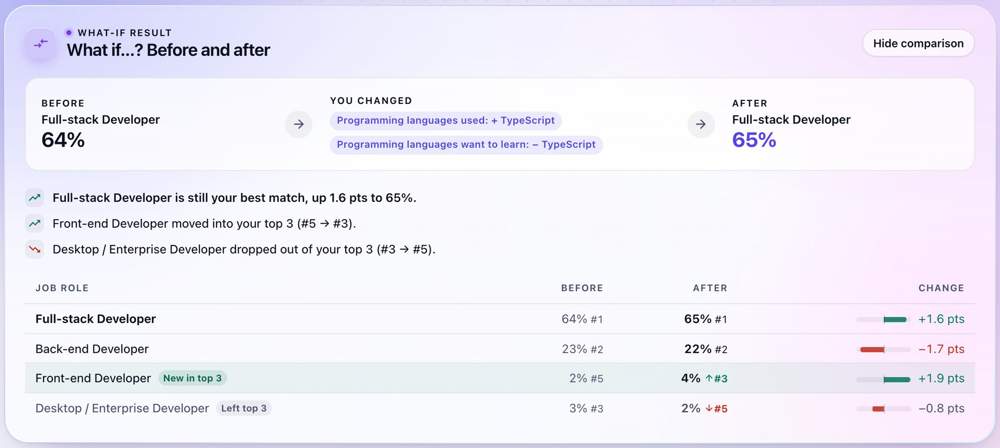 WHAT-IF RESULT
What if...? Before and after
Hide comparison
BEFORE
Full-stack Developer
64%
YOU CHANGED
Programming languages used: + TypeScript
Programming languages want to learn: − TypeScript
AFTER
Full-stack Developer
65%
Full-stack Developer is still your best match, up 1.6 pts to 65%.
Front-end Developer moved into your top 3 (#5 → #3).
Desktop / Enterprise Developer dropped out of your top 3 (#3 → #5).
JOB ROLE BEFORE AFTER CHANGE
Full-stack Developer 64% #1 65% #1 +1.6 pts
Back-end Developer 23% #2 22% #2 −1.7 pts
Front-end Developer New in top 3 2% #5 4% ↑#3 +1.9 pts
Desktop / Enterprise Developer Left top 3 3% #3 2% ↓#5 −0.8 pts